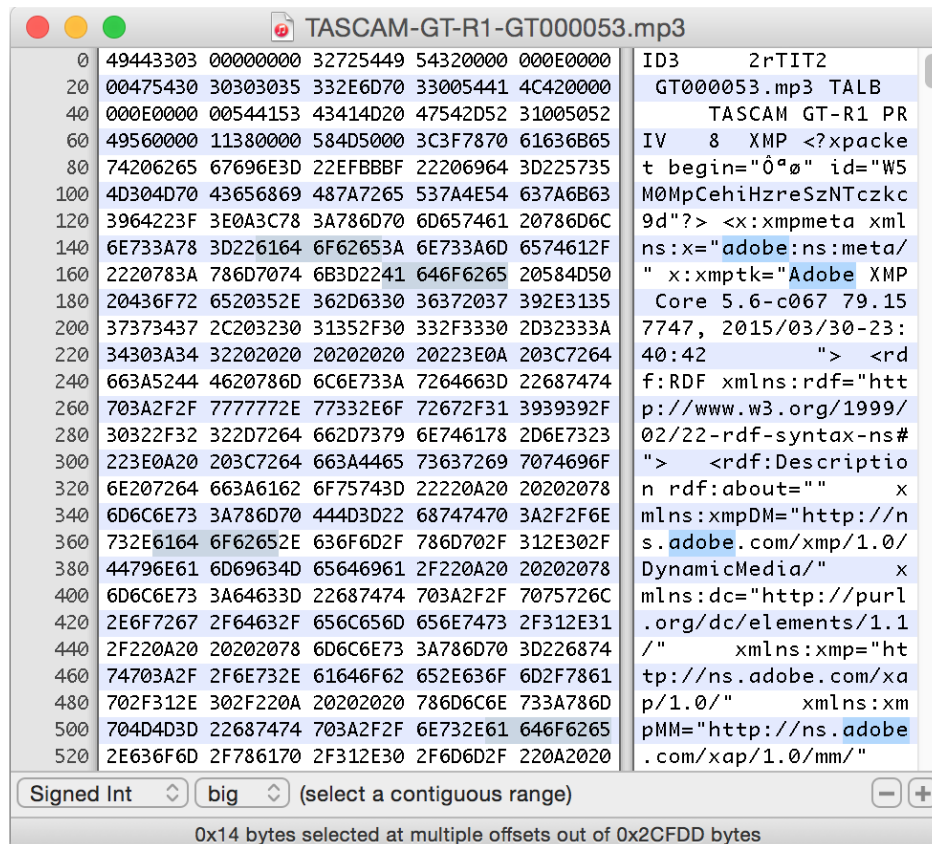 TASCAM-GT-R1-GT000053.mp3
0 49443303 00000000 32725449 54320000 000E0000 ID3 2rTIT2
20 00475430 30303035 332E6D70 33005441 4C420000 GT000053.mp3 TALB
40 000E0000 00544153 43414D20 47542D52 31005052 TASCAM GT-R1 PR
60 49560000 11380000 584D5000 3C3F7870 61636B65 IV 8 XMP <?xpacke
80 74206265 67696E3D 22EFBBBF 22206964 3D225735 t begin="Ôªø" id="W5
100 4D304D70 43656869 487A7265 537A4E54 637A6B63 M0MpCehiHzreSzNTczkc
120 3964223F 3E0A3C78 3A786D70 6D657461 20786D6C 9d"?> <x:xmpmeta xml
140 6E733A78 3D226164 6F62653A 6E733A6D 6574612F ns:x="adobe:ns:meta/
160 2220783A 786D7074 6B3D2241 646F6265 20584D50 " x:xmptk="Adobe XMP
180 20436F72 6520352E 362D6330 36372037 392E3135 Core 5.6-c067 79.15
200 37373437 2C203230 31352F30 332F3330 2D32333A 7747, 2015/03/30-23:
220 34303A34 32202020 20202020 20223E0A 203C7264 40:42 "> <rd
240 663A5244 4620786D 6C6E733A 7264663D 22687474 f:RDF xmlns:rdf="htt
260 703A2F2F 7777772E 77332E6F 72672F31 3939392F p://www.w3.org/1999/
280 30322F32 322D7264 662D7379 6E746178 2D6E7323 02/22-rdf-syntax-ns#
300 223E0A20 203C7264 663A4465 73637269 7074696F "> <rdf:Descriptio
320 6E207264 663A6162 6F75743D 22220A20 20202078 n rdf:about="" x
340 6D6C6E73 3A786D70 444D3D22 68747470 3A2F2F6E mlns:xmpDM="http://n
360 732E6164 6F62652E 636F6D2F 786D702F 312E302F s.adobe.com/xmp/1.0/
380 44796E61 6D69634D 65646961 2F220A20 20202078 DynamicMedia/" x
400 6D6C6E73 3A64633D 22687474 703A2F2F 7075726C mlns:dc="http://purl
420 2E6F7267 2F64632F 656C656D 656E7473 2F312E31 .org/dc/elements/1.1
440 2F220A20 20202078 6D6C6E73 3A786D70 3D226874 /" xmlns:xmp="ht
460 74703A2F 2F6E732E 61646F62 652E636F 6D2F7861 tp://ns.adobe.com/xa
480 702F312E 302F220A 20202020 786D6C6E 733A786D p/1.0/" xmlns:xm
500 704D4D3D 22687474 703A2F2F 6E732E61 646F6265 pMM="http://ns.adobe
520 2E636F6D 2F786170 2F312E30 2F6D6D2F 220A2020 .com/xap/1.0/mm/"
Signed Int big (select a contiguous range)
0x14 bytes selected at multiple offsets out of 0x2CFDD bytes